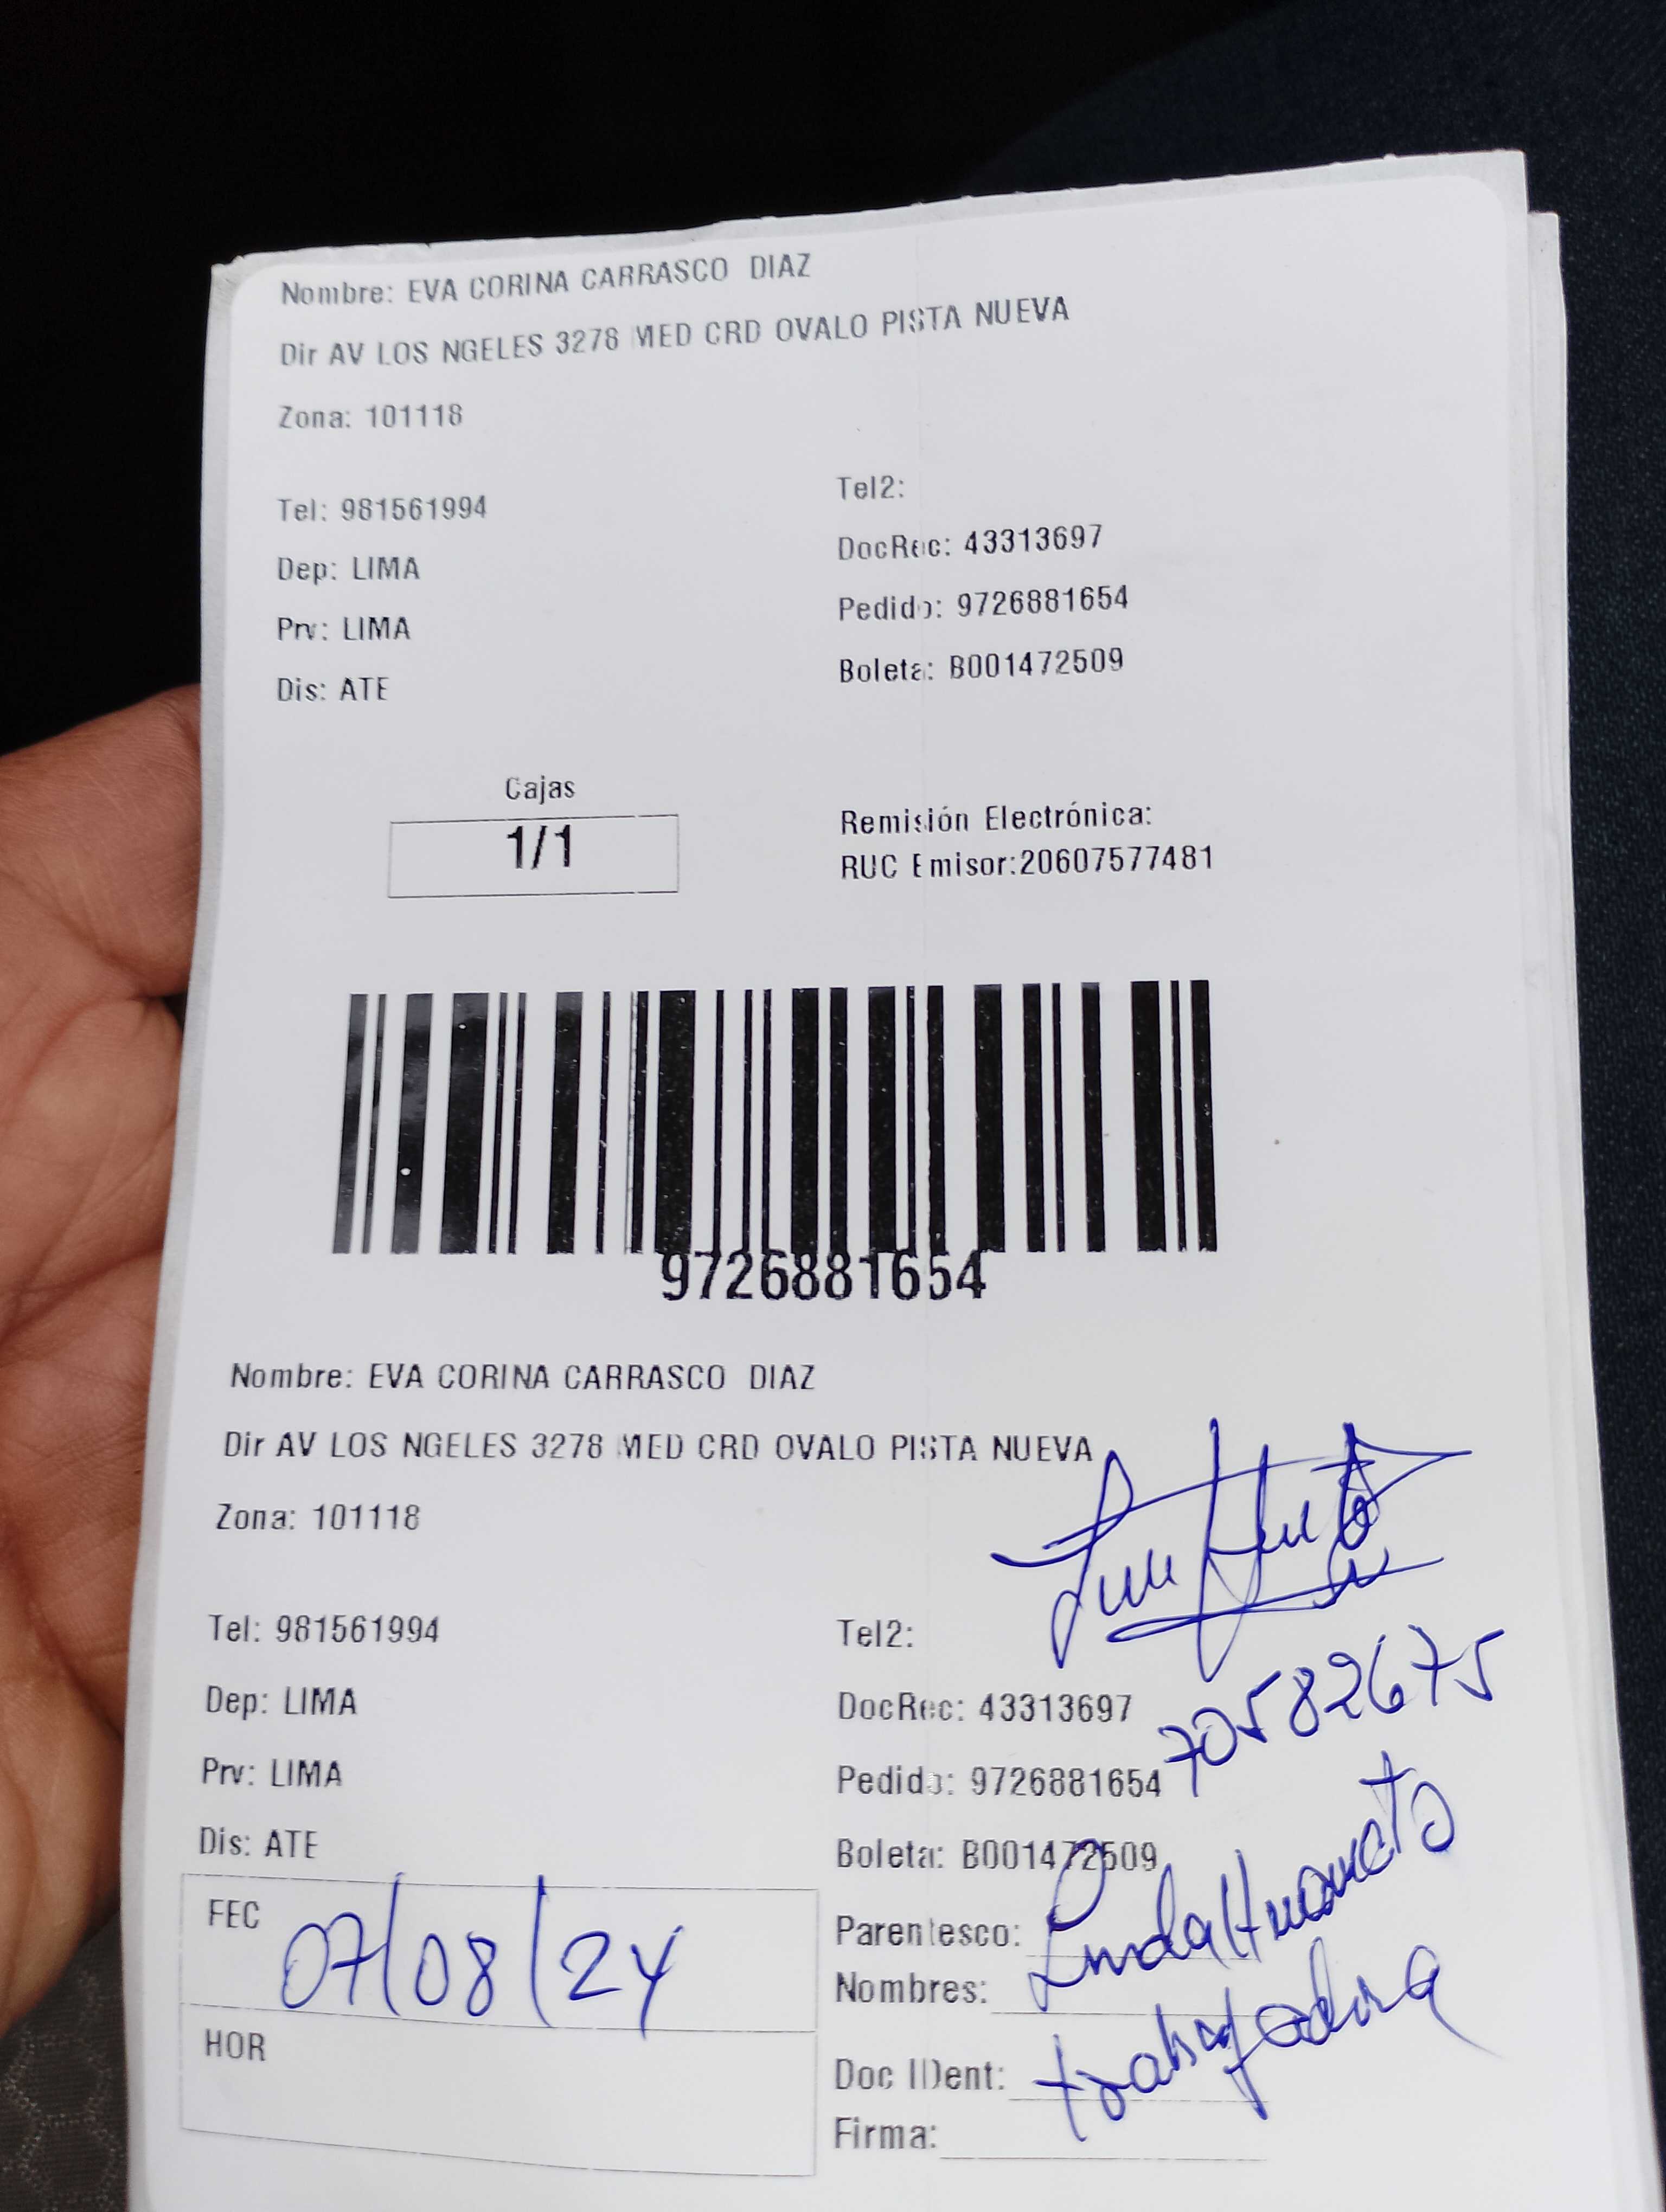 Nombre: EVA CORINA CARRASCO DIAZ
Dir AV LOS NGELES 3278 MED CRD OVALO PISTA NUEVA
Zona: 101118
Tel: 981561994
Tel2:
Dep: LIMA
DocRec: 43313697
Prv: LIMA
Pedido: 9726881654
Dis: ATE
Boleta: B001472509
Cajas
1/1
Remisión Electrónica:
RUC Emisor:20607577481
9726881654
Nombre: EVA CORINA CARRASCO DIAZ
Dir AV LOS NGELES 3278 MED CRD OVALO PISTA NUEVA
Zona: 101118
Tel: 981561994
Tel2:
Dep: LIMA
DocRec: 43313697
70582675
Prv: LIMA
Pedido: 9726881654
Dis: ATE
Boleta: B001472509
FEC 07/08/24
HOR
Parentesco:
Linda Huamato
Nombres:
trabajadora
Doc IDent:
Firma: